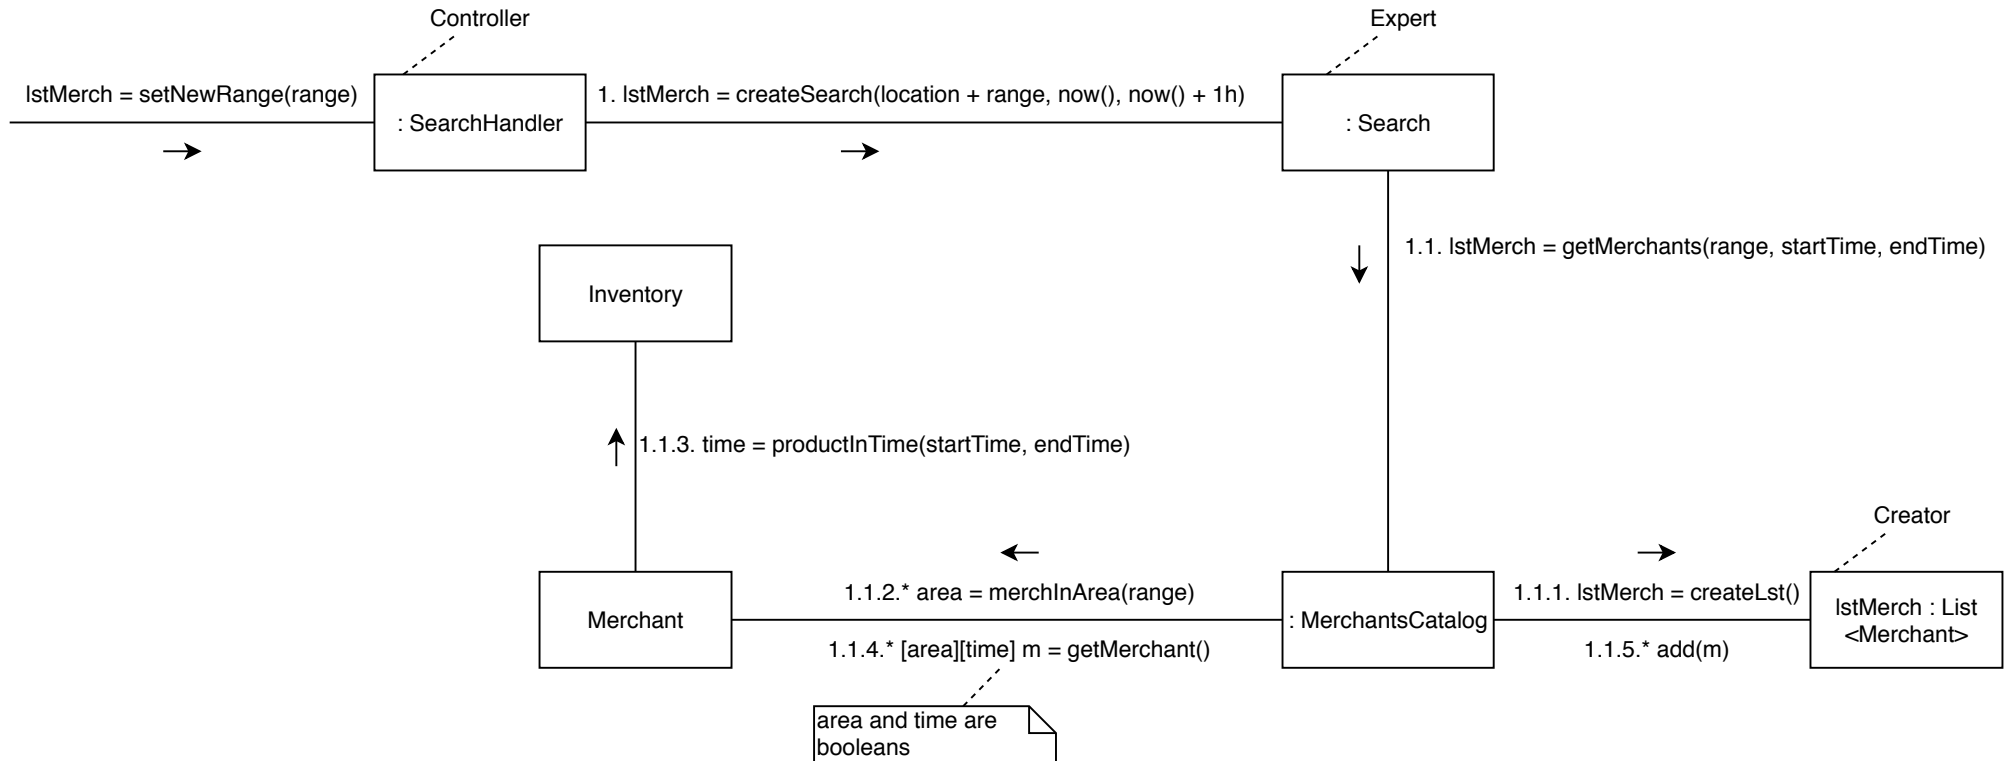 Controller
Expert
lstMerch = setNewRange(range)
: SearchHandler
1. lstMerch = createSearch(location + range, now(), now() + 1h)
: Search
1.1. lstMerch = getMerchants(range, startTime, endTime)
Inventory
1.1.3. time = productInTime(startTime, endTime)
Creator
Merchant
1.1.2.* area = merchInArea(range)
1.1.4.* [area][time] m = getMerchant()
: MerchantsCatalog
1.1.1. lstMerch = createLst()
1.1.5.* add(m)
lstMerch : List
<Merchant>
area and time are
booleans